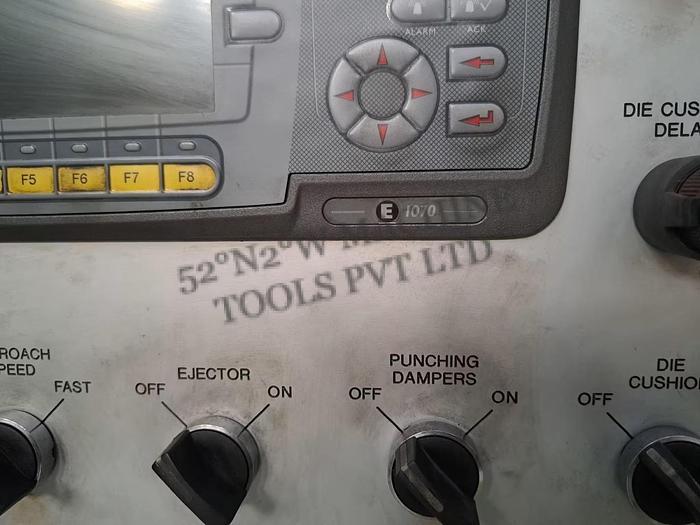 ALARM
ACK
F5
F6
F7
F8
E 1070
DIE CUS
DELA
52°N2°W M
TOOLS PVT LTD
ROACH
PEED
FAST
EJECTOR
OFF
ON
PUNCHING
DAMPERS
OFF
ON
DIE
CUSHION
OFF